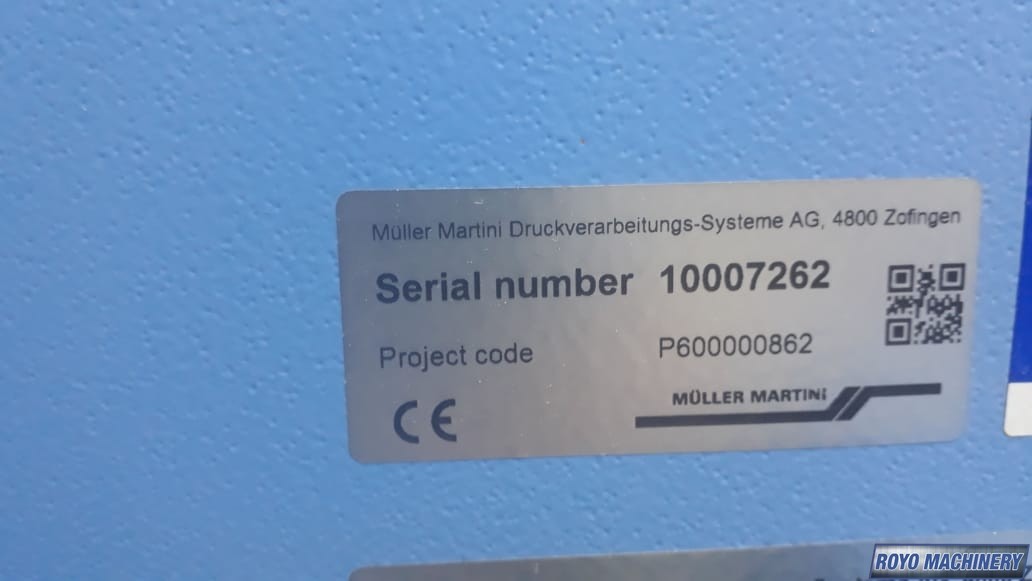 Müller Martini Druckverarbeitungs-Systeme AG, 4800 Zofingen
Serial number 10007262
Project code P600000862
CE
MÜLLER MARTINI
ROYO MACHINERY